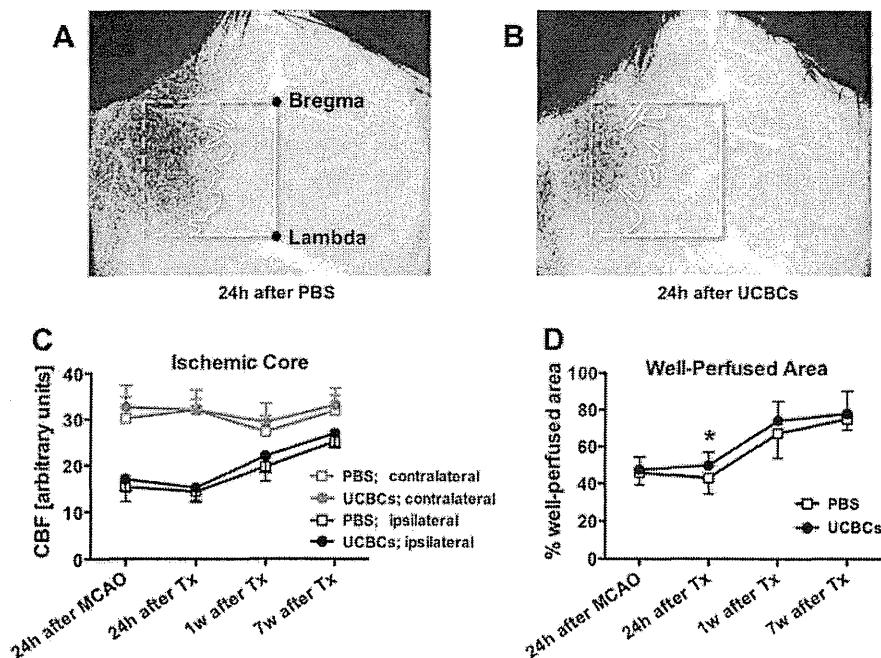 A
Bregma
Lambda
24h after PBS
B
24h after UCBCs
C
Ischemic Core
CBF [arbitrary units]
40
30
20
10
0
PBS; contralateral
UCBCs; contralateral
PBS; ipsilateral
UCBCs; ipsilateral
24h after MCAO
24h after Tx
1w after Tx
7w after Tx
D
Well-Perfused Area
% well-perfused area
100
80
60
40
20
0
*
PBS
UCBCs
24h after MCAO
24h after Tx
1w after Tx
7w after Tx